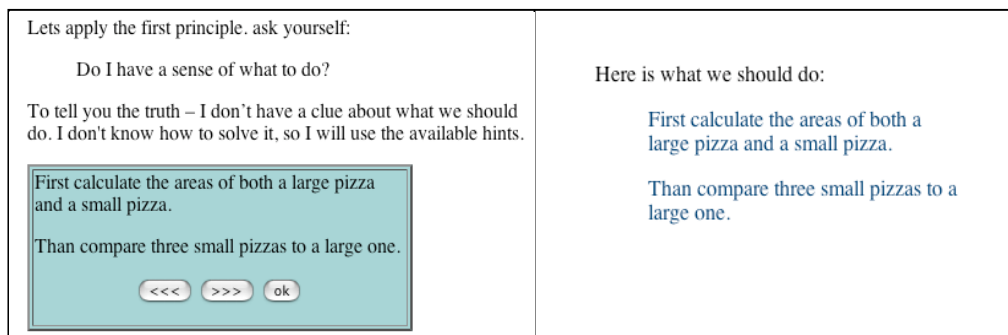 Lets apply the first principle. ask yourself:
Do I have a sense of what to do?
To tell you the truth – I don’t have a clue about what we should
do. I don't know how to solve it, so I will use the available hints.
First calculate the areas of both a large pizza
and a small pizza.
Than compare three small pizzas to a large one.
<<< >>> ok
Here is what we should do:
First calculate the areas of both a
large pizza and a small pizza.
Than compare three small pizzas to a
large one.